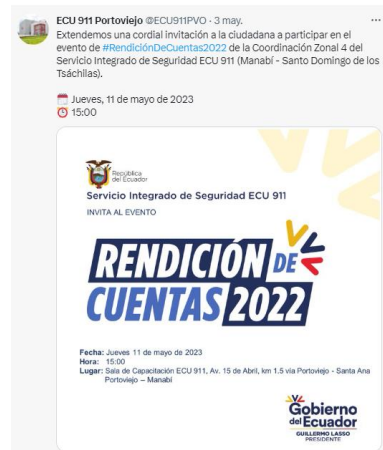 ECU 911 Portoviejo @ECU911PVO · 3 may.
Extendemos una cordial invitación a la ciudadana a participar en el
evento de #RendiciónDeCuentas2022 de la Coordinación Zonal 4 del
Servicio Integrado de Seguridad ECU 911 (Manabí - Santo Domingo de los
Tsáchilas).
Jueves, 11 de mayo de 2023
15:00
República
del Ecuador
Servicio Integrado de Seguridad ECU 911
INVITA AL EVENTO
RENDICIÓN DE
CUENTAS 2022
Fecha: Jueves 11 de mayo de 2023
Hora: 15:00
Lugar: Sala de Capacitación ECU 911, Av. 15 de Abril, km 1.5 vía Portoviejo - Santa Ana
Portoviejo – Manabí
Gobierno
del Ecuador
GUILLERMO LASSO
PRESIDENTE